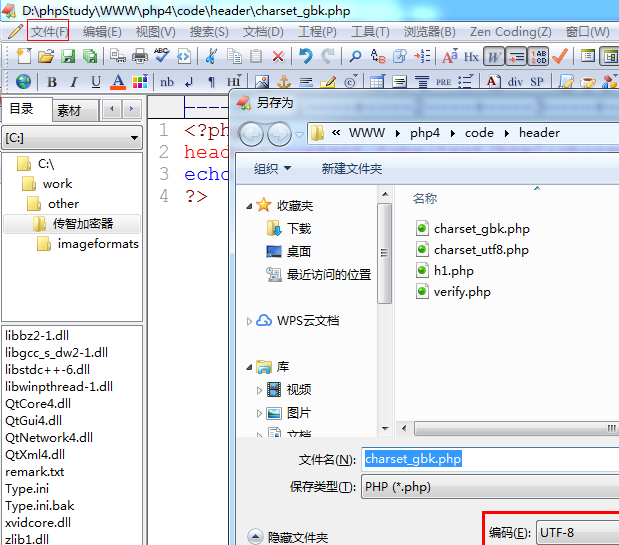 D:\phpStudy\WWW\php4\code\header\charset_gbk.php
文件(F) 编辑(E) 视图(V) 搜索(S) 文档(D) 工程(P) 工具(T) 浏览器(B) Zen Coding(Z) 窗口(W)
Hx W
B I U A nb ¶ HI PRE A div SP
目录 素材
[C:]
C:\
work
other
传智加密器
imageformats
libbz2-1.dll
libgcc_s_dw2-1.dll
libstdc++-6.dll
libwinpthread-1.dll
QtCore4.dll
QtGui4.dll
QtNetwork4.dll
QtXml4.dll
remark.txt
Type.ini
Type.ini.bak
xvidcore.dll
zlib1.dll
1 <?ph
2 head
3 echo
4 ?>
另存为
« WWW php4 code header
组织 新建文件夹
收藏夹
下载
桌面
最近访问的位置
WPS云文档
库
视频
图片
文档
名称
charset_gbk.php
charset_utf8.php
h1.php
verify.php
文件名(N): charset_gbk.php
保存类型(T): PHP (*.php)
隐藏文件夹
编码(E): UTF-8